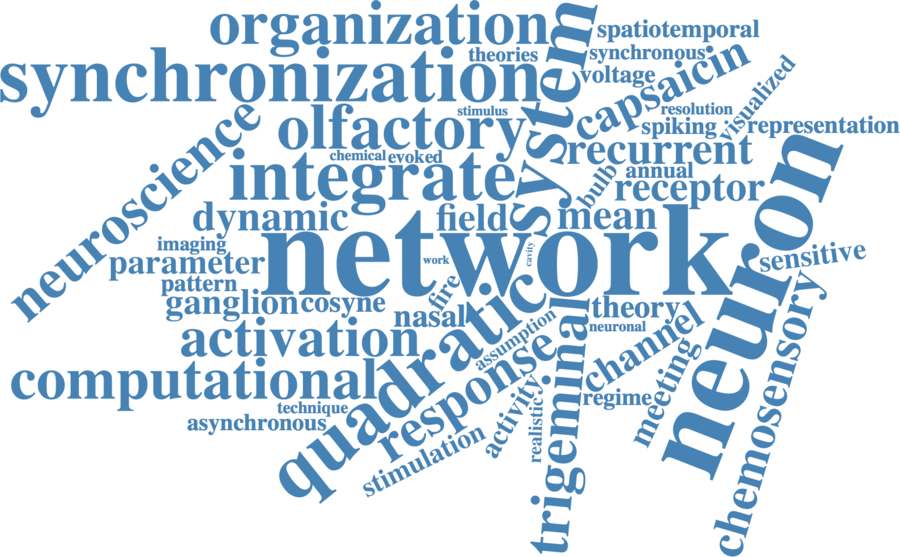 organization
spatiotemporal
theories
synchronous
synchronization
system
voltage
capsaicin
visualized
stimulus
resolution
olfactory
spiking
representation
neuroscience
chemical
evoked
recurrent
integrate
bulb
annual
receptor
dynamic
field
mean
neuron
imaging
network
work
cavity
sensitive
parameter
pattern
fire
ganglion
cosyne
nasal
theory
neuronal
activation
quadratic
assumption
channel
chemosensory
computational
response
trigeminal
regime
meeting
technique
activity
realistic
asynchronous
stimulation